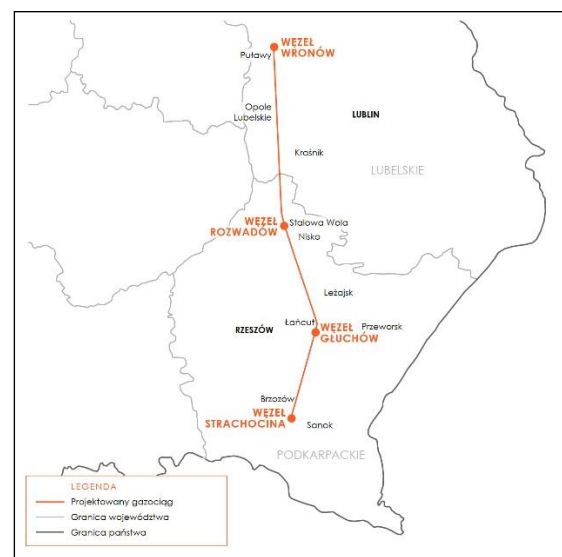 WĘZEŁ
WRONÓW
Puławy
Opole
Lubelskie
LUBLIN
Kraśnik
LUBELSKIE
WĘZEŁ
ROZWADÓW
Stalowa Wola
Nisko
Leżajsk
Łańcut
RZESZÓW
WĘZEŁ
GŁUCHÓW
Przeworsk
Brzozów
WĘZEŁ
STRACHOCINA
Sanok
PODKARPACKIE
LEGENDA
Projektowany gazociąg
Granica województwa
Granica państwa